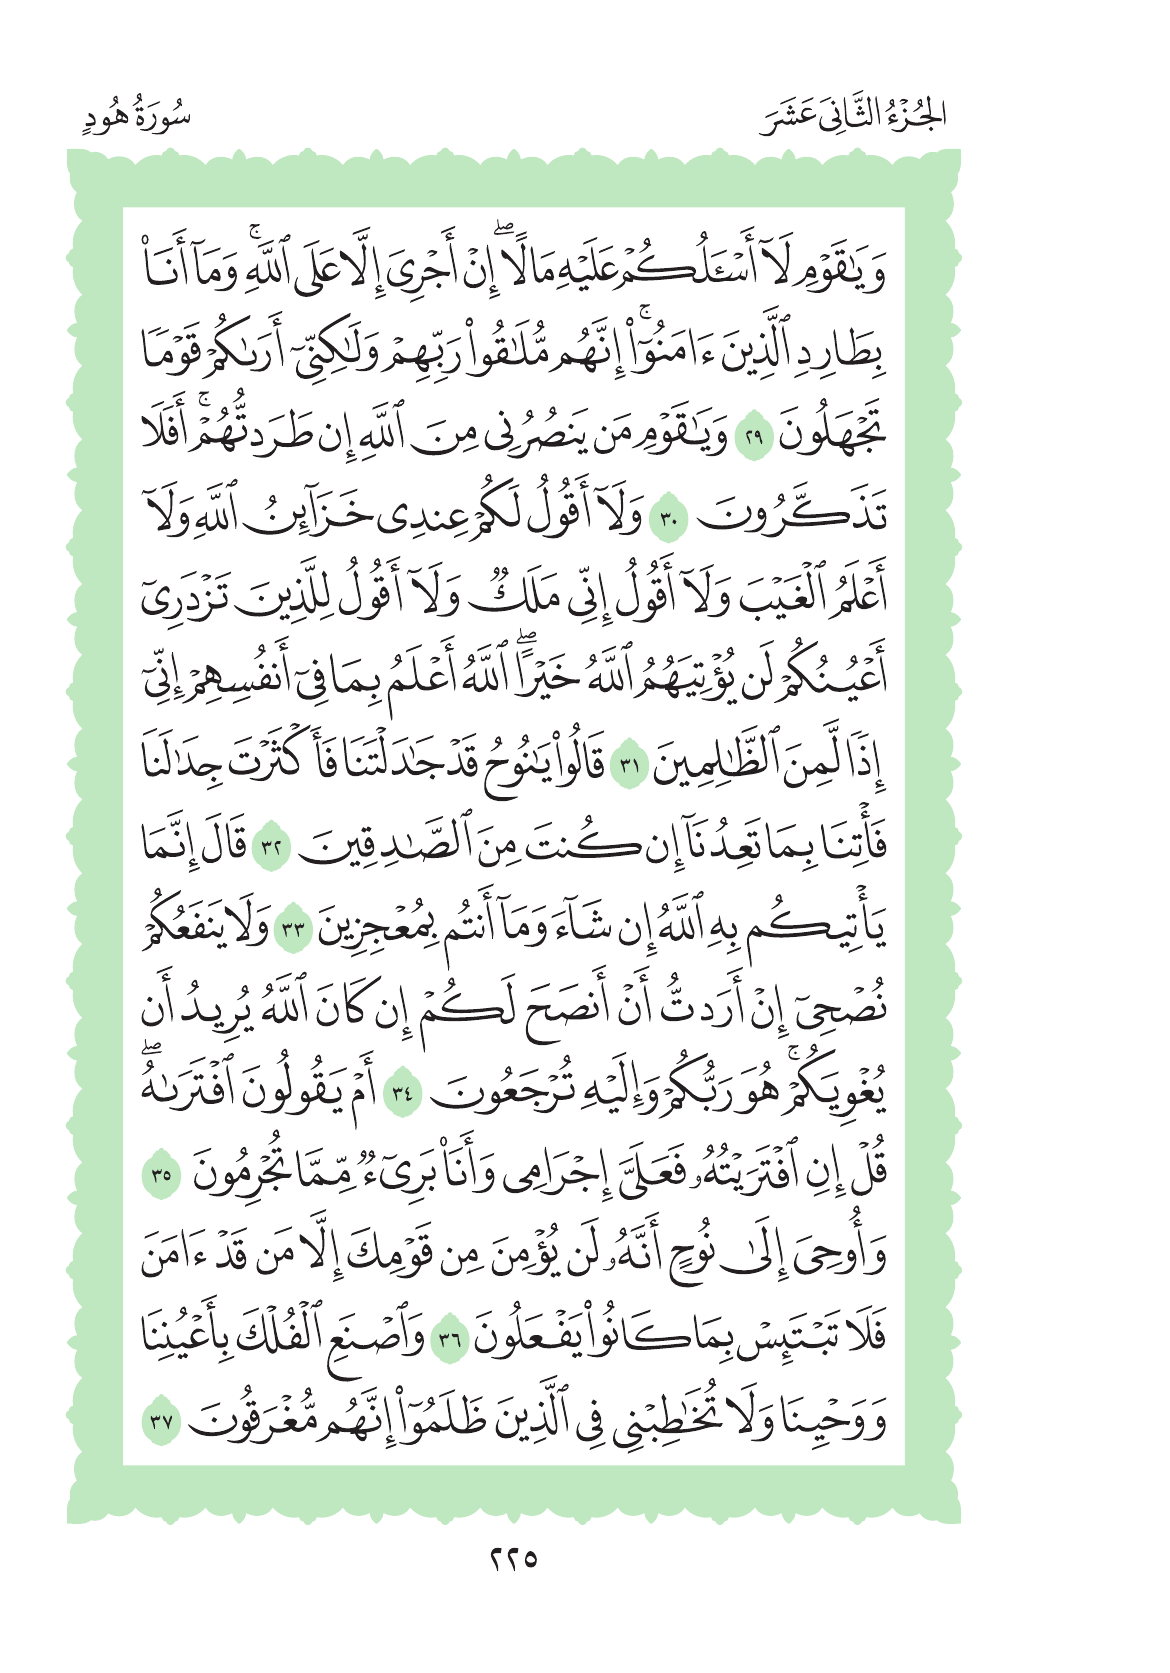 الجُزْءُ الثَّانِيَ عَشَرَ
سُورَةُ هُودٍ
وَيَٰقَوْمِ لَآ أَسْـَٔلُكُمْ عَلَيْهِ مَالًا ۖ إِنْ أَجْرِىَ إِلَّا عَلَى ٱللَّهِ ۚ وَمَآ أَنَا۠
بِطَارِدِ ٱلَّذِينَ ءَامَنُوٓا۟ ۚ إِنَّهُم مُّلَٰقُوا۟ رَبِّهِمْ وَلَٰكِنِّىٓ أَرَىٰكُمْ قَوْمًا
تَجْهَلُونَ ٢٩ وَيَٰقَوْمِ مَن يَنصُرُنِى مِنَ ٱللَّهِ إِن طَرَدتُّهُمْ ۚ أَفَلَا
تَذَكَّرُونَ ٣٠ وَلَآ أَقُولُ لَكُمْ عِندِى خَزَآئِنُ ٱللَّهِ وَلَآ
أَعْلَمُ ٱلْغَيْبَ وَلَآ أَقُولُ إِنِّى مَلَكٌ وَلَآ أَقُولُ لِلَّذِينَ تَزْدَرِىٓ
أَعْيُنُكُمْ لَن يُؤْتِيَهُمُ ٱللَّهُ خَيْرًا ۖ ٱللَّهُ أَعْلَمُ بِمَا فِىٓ أَنفُسِهِمْ إِنِّىٓ
إِذًا لَّمِنَ ٱلظَّٰلِمِينَ ٣١ قَالُوا۟ يَٰنُوحُ قَدْ جَٰدَلْتَنَا فَأَكْثَرْتَ جِدَٰلَنَا
فَأْتِنَا بِمَا تَعِدُنَآ إِن كُنتَ مِنَ ٱلصَّٰدِقِينَ ٣٢ قَالَ إِنَّمَا
يَأْتِيكُم بِهِ ٱللَّهُ إِن شَآءَ وَمَآ أَنتُم بِمُعْجِزِينَ ٣٣ وَلَا يَنفَعُكُمْ
نُصْحِىٓ إِنْ أَرَدتُّ أَنْ أَنصَحَ لَكُمْ إِن كَانَ ٱللَّهُ يُرِيدُ أَن
يُغْوِيَكُمْ ۚ هُوَ رَبُّكُمْ وَإِلَيْهِ تُرْجَعُونَ ٣٤ أَمْ يَقُولُونَ ٱفْتَرَىٰهُ ۖ
قُلْ إِنِ ٱفْتَرَيْتُهُۥ فَعَلَىَّ إِجْرَامِى وَأَنَا۠ بَرِىٓءٌ مِّمَّا تُجْرِمُونَ ٣٥
وَأُوحِىَ إِلَىٰ نُوحٍ أَنَّهُۥ لَن يُؤْمِنَ مِن قَوْمِكَ إِلَّا مَن قَدْ ءَامَنَ
فَلَا تَبْتَئِسْ بِمَا كَانُوا۟ يَفْعَلُونَ ٣٦ وَٱصْنَعِ ٱلْفُلْكَ بِأَعْيُنِنَا
وَوَحْيِنَا وَلَا تُخَٰطِبْنِى فِى ٱلَّذِينَ ظَلَمُوٓا۟ إِنَّهُم مُّغْرَقُونَ ٣٧
٢٢٥